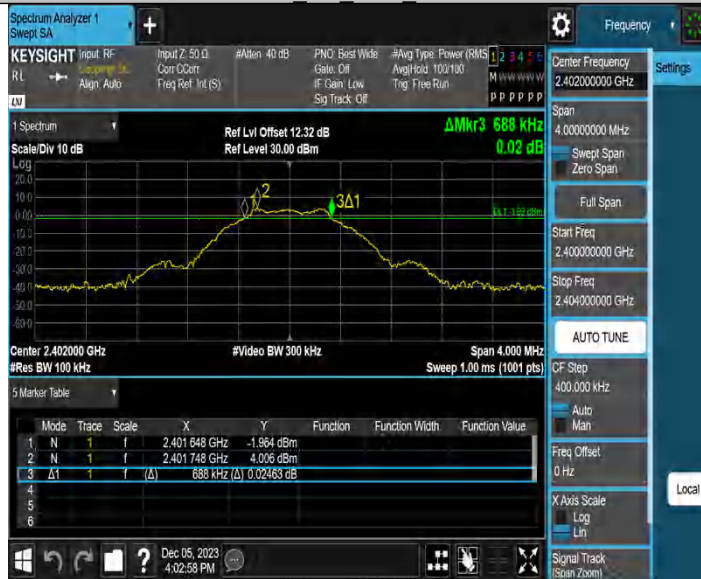 Spectrum Analyzer 1
Swept SA
+
Frequency
KEYSIGHT
RL
Input: RF
Coupling: DC
Align: Auto
Input Z: 50 Ω
Corr CCorr
Freq Ref: Int (S)
#Atten: 40 dB
PNO: Best Wide
Gate: Off
IF Gain: Low
Sig Track: Off
#Avg Type: Power (RMS
Avg|Hold: 100/100
Trig: Free Run
1 2 3 4 5 6
M W W W W W
P P P P P P
LXI
1 Spectrum
Scale/Div 10 dB
Ref Lvl Offset 12.32 dB
Ref Level 30.00 dBm
ΔMkr3 688 kHz
0.02 dB
Log
20.0
10.0
0.00
-10.0
-20.0
-30.0
-40.0
-50.0
-60.0
2
3Δ1
Center 2.402000 GHz
#Res BW 100 kHz
#Video BW 300 kHz
Span 4.000 MHz
Sweep 1.00 ms (1001 pts)
5 Marker Table
Mode Trace Scale X Y Function Function Width Function Value
1 N 1 f 2.401 648 GHz -1.964 dBm
2 N 1 f 2.401 748 GHz 4.006 dBm
3 Δ1 1 f (Δ) 688 kHz (Δ) 0.02463 dB
4
5
6
?
Dec 05, 2023
4:02:58 PM
Center Frequency
2.402000000 GHz
Span
4.00000000 MHz
Swept Span
Zero Span
Full Span
Start Freq
2.400000000 GHz
Stop Freq
2.404000000 GHz
AUTO TUNE
CF Step
400.000 kHz
Auto
Man
Freq Offset
0 Hz
X Axis Scale
Log
Lin
Signal Track
(Span Zoom)
Settings
Local